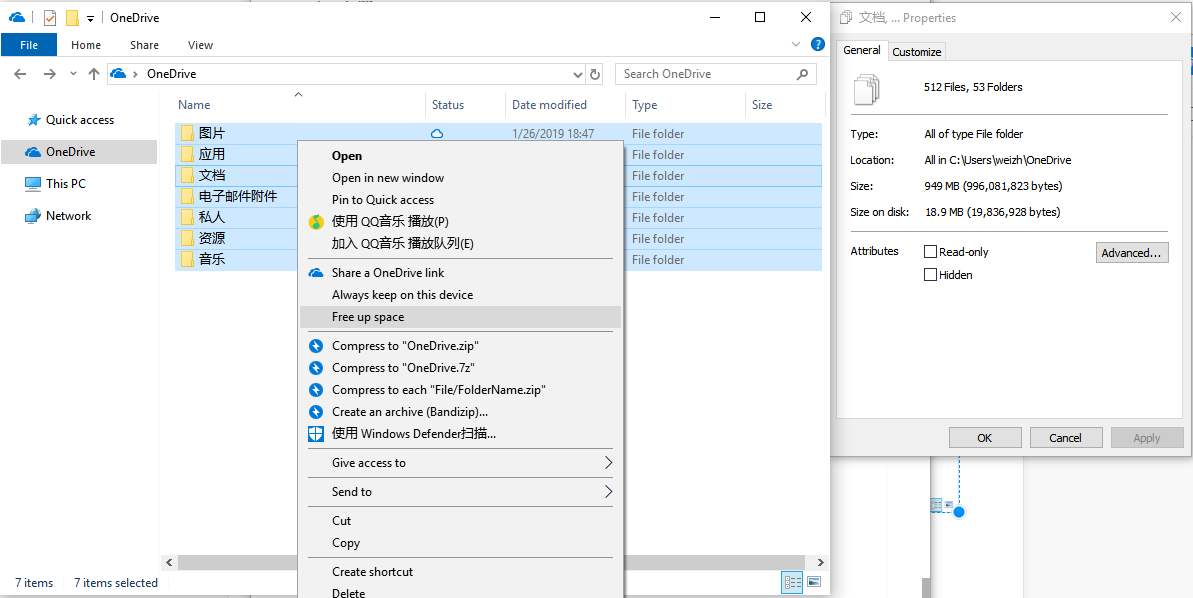 OneDrive
File Home Share View
OneDrive
Search OneDrive
Quick access
OneDrive
This PC
Network
Name Status Date modified Type Size
图片 1/26/2019 18:47 File folder
应用 File folder
文档 File folder
电子邮件附件 File folder
私人 File folder
资源 File folder
音乐 File folder
Open
Open in new window
Pin to Quick access
使用 QQ音乐 播放(P)
加入 QQ音乐 播放队列(E)
Share a OneDrive link
Always keep on this device
Free up space
Compress to "OneDrive.zip"
Compress to "OneDrive.7z"
Compress to each "File/FolderName.zip"
Create an archive (Bandizip)...
使用 Windows Defender扫描...
Give access to
Send to
Cut
Copy
Create shortcut
Delete
7 items 7 items selected
文档, ... Properties
General Customize
512 Files, 53 Folders
Type: All of type File folder
Location: All in C:\Users\weizh\OneDrive
Size: 949 MB (996,081,823 bytes)
Size on disk: 18.9 MB (19,836,928 bytes)
Attributes Read-only Advanced...
Hidden
OK Cancel Apply